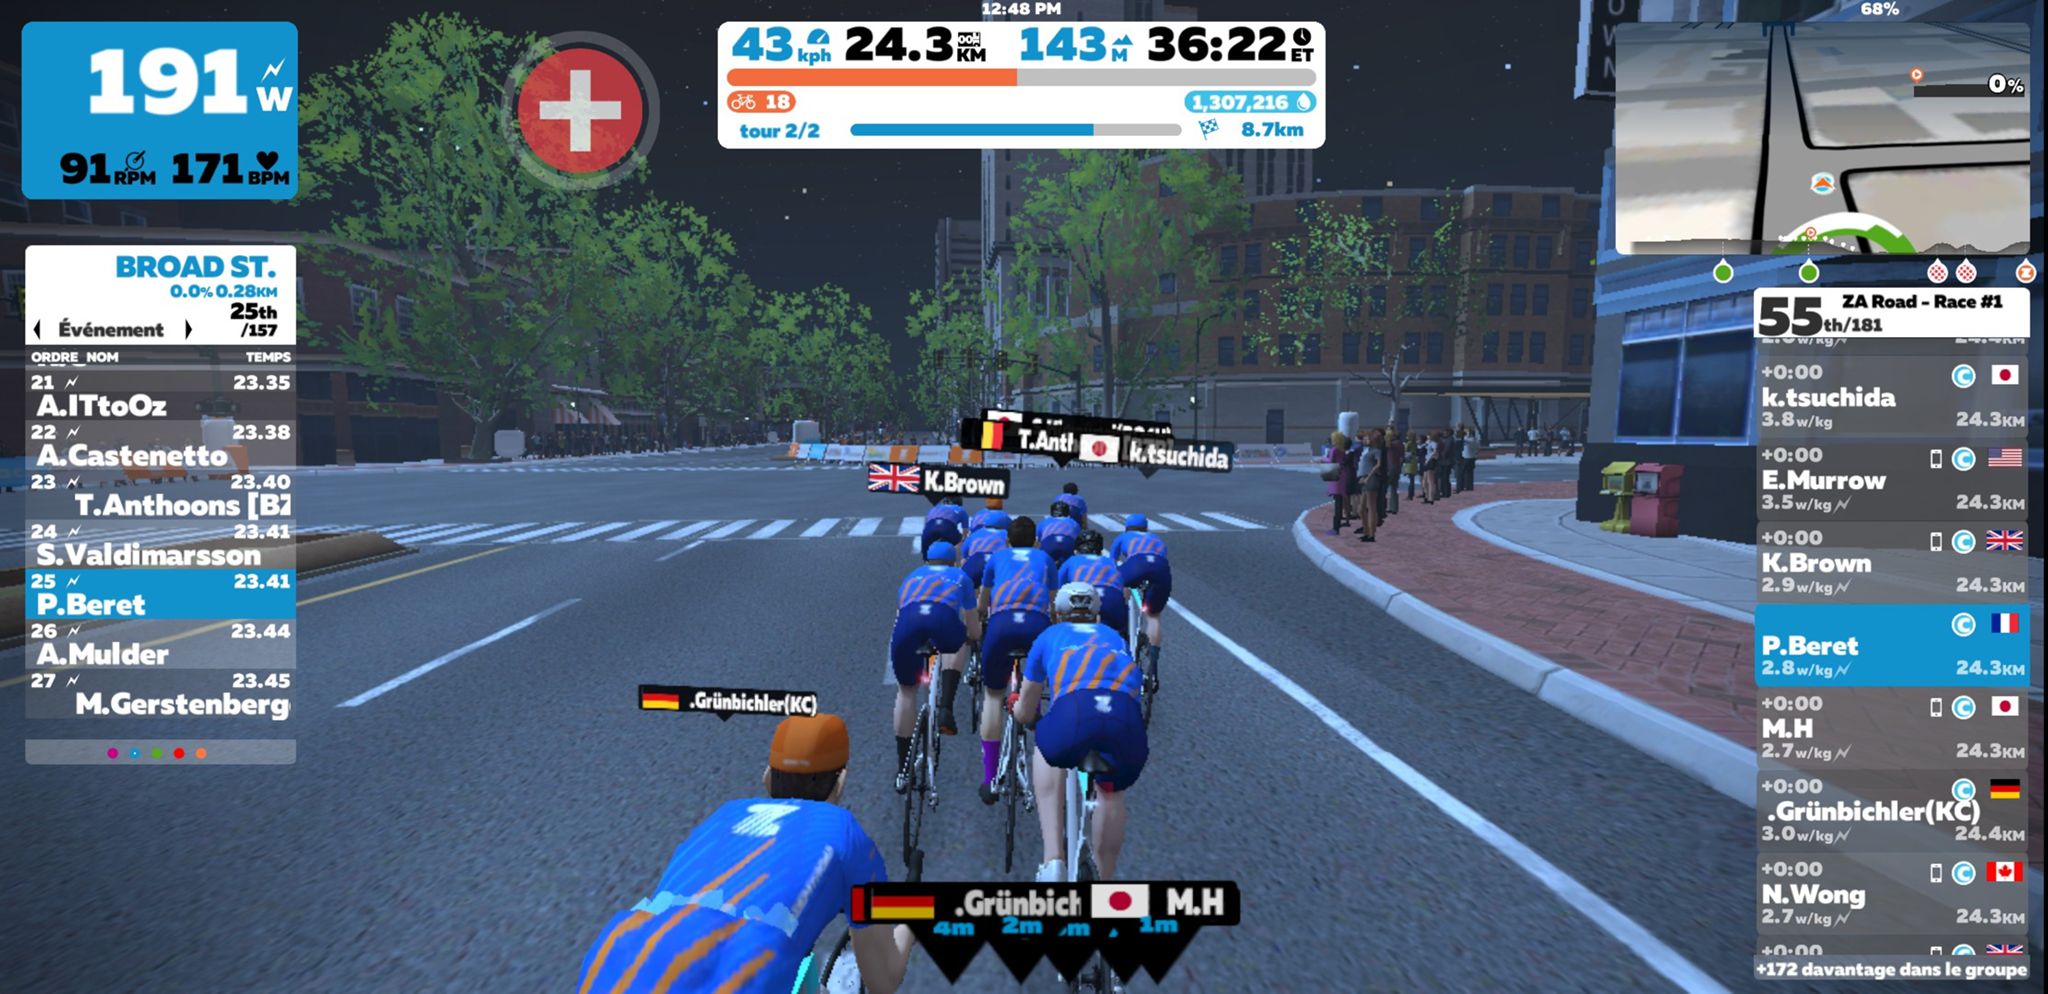 12:48 PM
68%
191 W
91 RPM 171 BPM
43 kph 24.3 KM 143 M 36:22 ET
18
1,307,216
tour 2/2
8.7km
0%
BROAD ST.
0.0% 0.28KM
25th
Événement /157
ORDRE NOM TEMPS
21 23.35
A.ITtoOz
22 23.38
A.Castenetto
23 23.40
T.Anthoons [BZ
24 23.41
S.Valdimarsson
25 23.41
P.Beret
26 23.44
A.Mulder
27 23.45
M.Gerstenberg
T.Anth
k.tsuchida
K.Brown
.Grünbichler(KC)
.Grünbich
M.H
4m 2m m 1m
OWN
ZA Road - Race #1
55th/181
+0:00
k.tsuchida
3.8w/kg 24.3KM
+0:00
E.Murrow
3.5w/kg 24.3KM
+0:00
K.Brown
2.9w/kg 24.3KM
P.Beret
2.8w/kg 24.3KM
+0:00
M.H
2.7w/kg 24.3KM
+0:00
.Grünbichler(KC)
3.0w/kg 24.4KM
+0:00
N.Wong
2.7w/kg 24.3KM
+0:00
+172 davantage dans le groupe